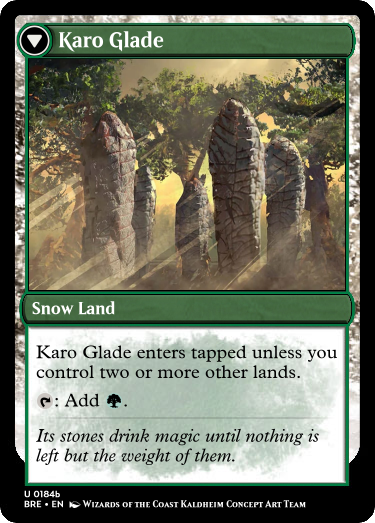 Karo Glade
Snow Land
Karo Glade enters tapped unless you
control two or more other lands.
: Add .
Its stones drink magic until nothing is
left but the weight of them.
U 0184b
BRE • EN Wizards of the Coast Kaldheim Concept Art Team